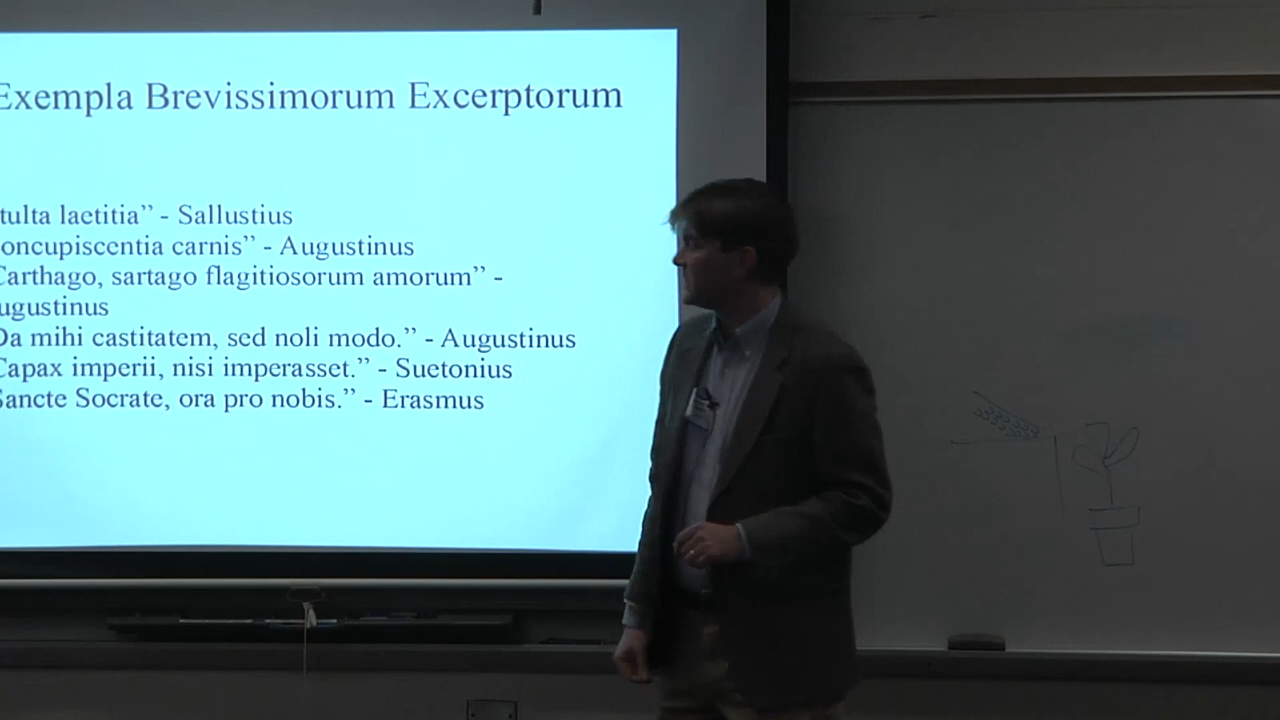 Exempla Brevissimorum Excerptorum
tulta laetitia” - Sallustius
oncupiscentia carnis” - Augustinus
Carthago, sartago flagitiosorum amorum” -
ugustinus
Da mihi castitatem, sed noli modo.” - Augustinus
Capax imperii, nisi imperasset.” - Suetonius
Sancte Socrate, ora pro nobis.” - Erasmus